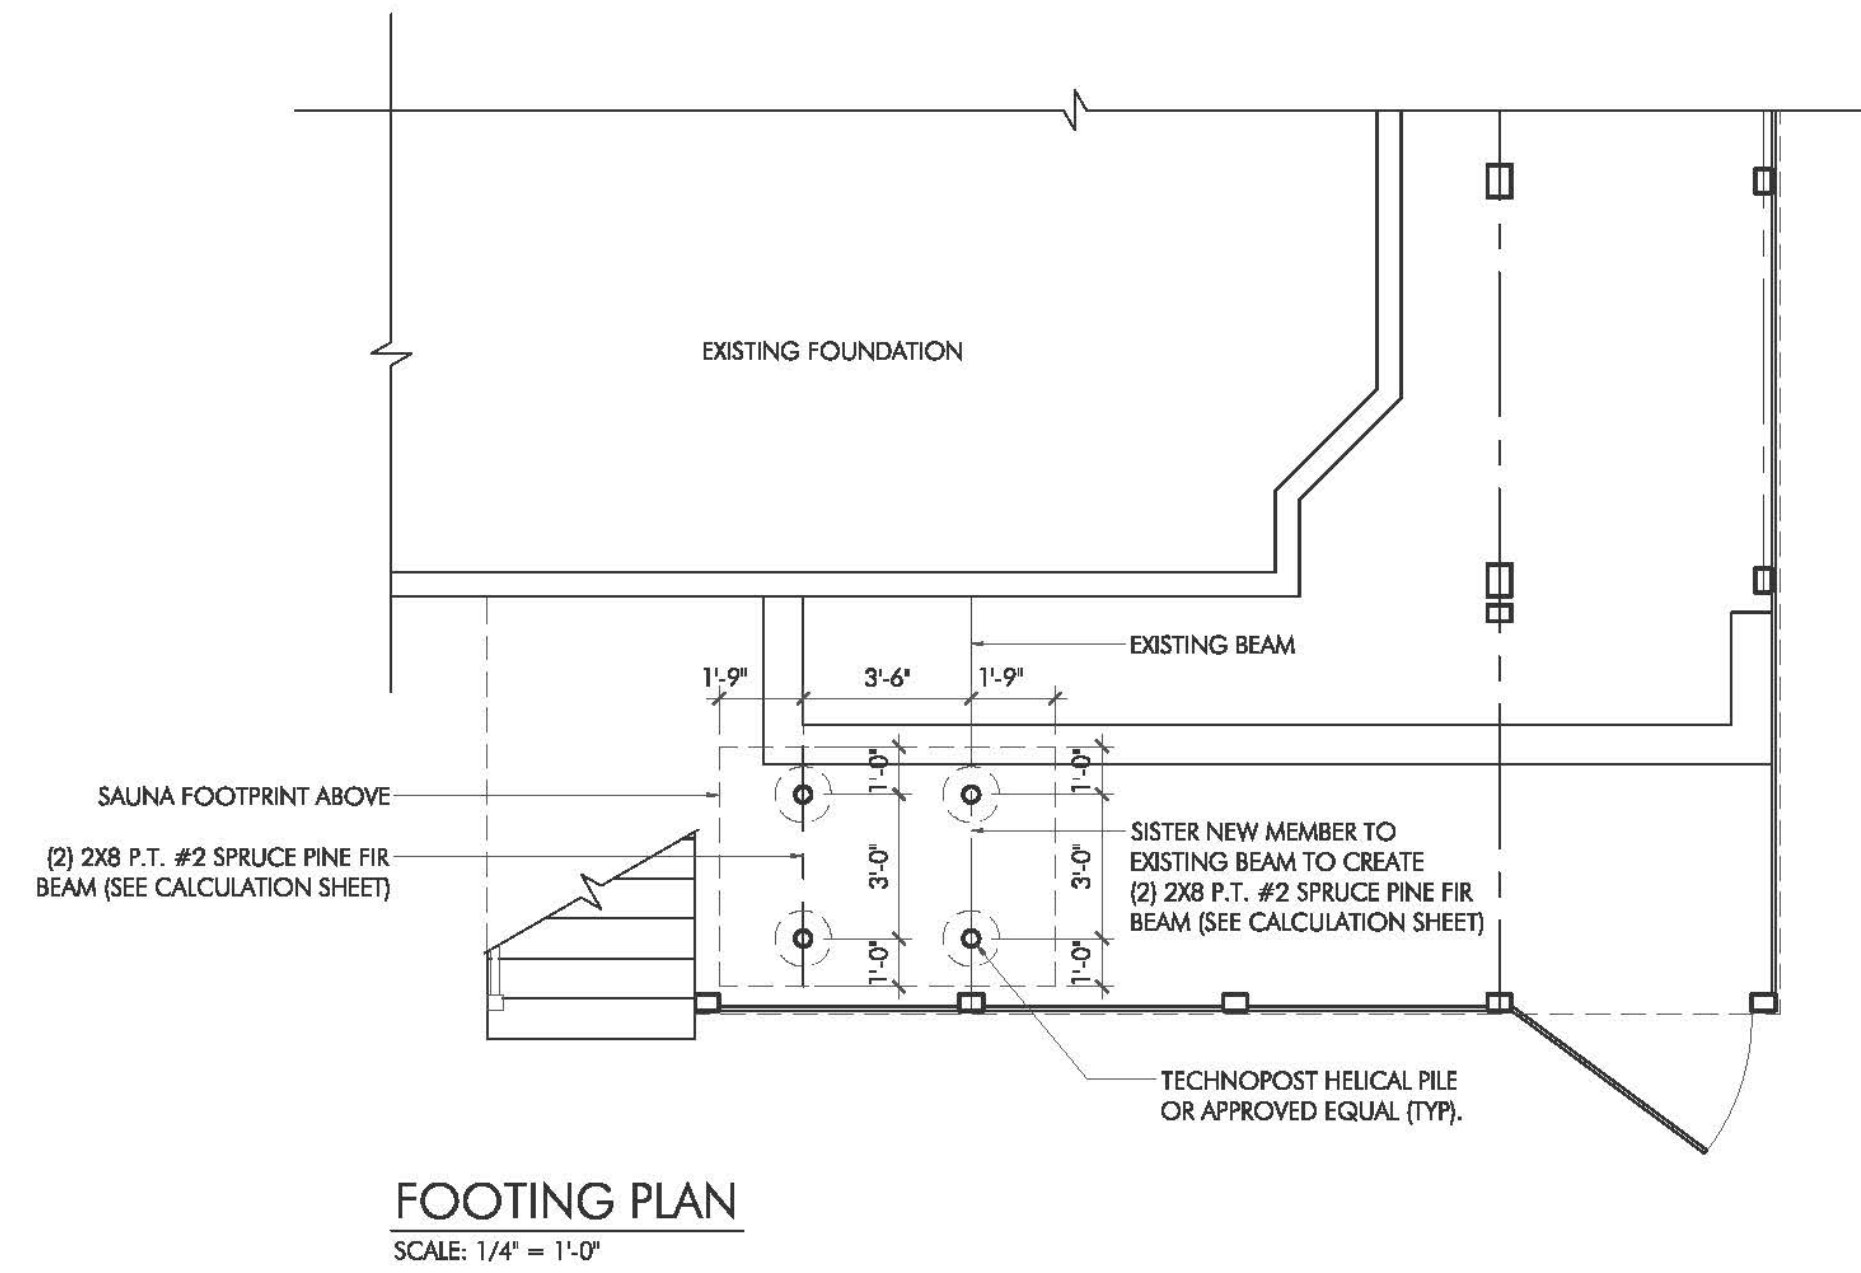 EXISTING FOUNDATION
EXISTING BEAM
1'-9"
3'-6"
1'-9"
1'-0"
1'-0"
SAUNA FOOTPRINT ABOVE
(2) 2X8 P.T. #2 SPRUCE PINE FIR
BEAM (SEE CALCULATION SHEET)
3'-0"
3'-0"
SISTER NEW MEMBER TO
EXISTING BEAM TO CREATE
(2) 2X8 P.T. #2 SPRUCE PINE FIR
BEAM (SEE CALCULATION SHEET)
1'-0"
1'-0"
TECHNOPOST HELICAL PILE
OR APPROVED EQUAL (TYP).
FOOTING PLAN
SCALE: 1/4" = 1'-0"